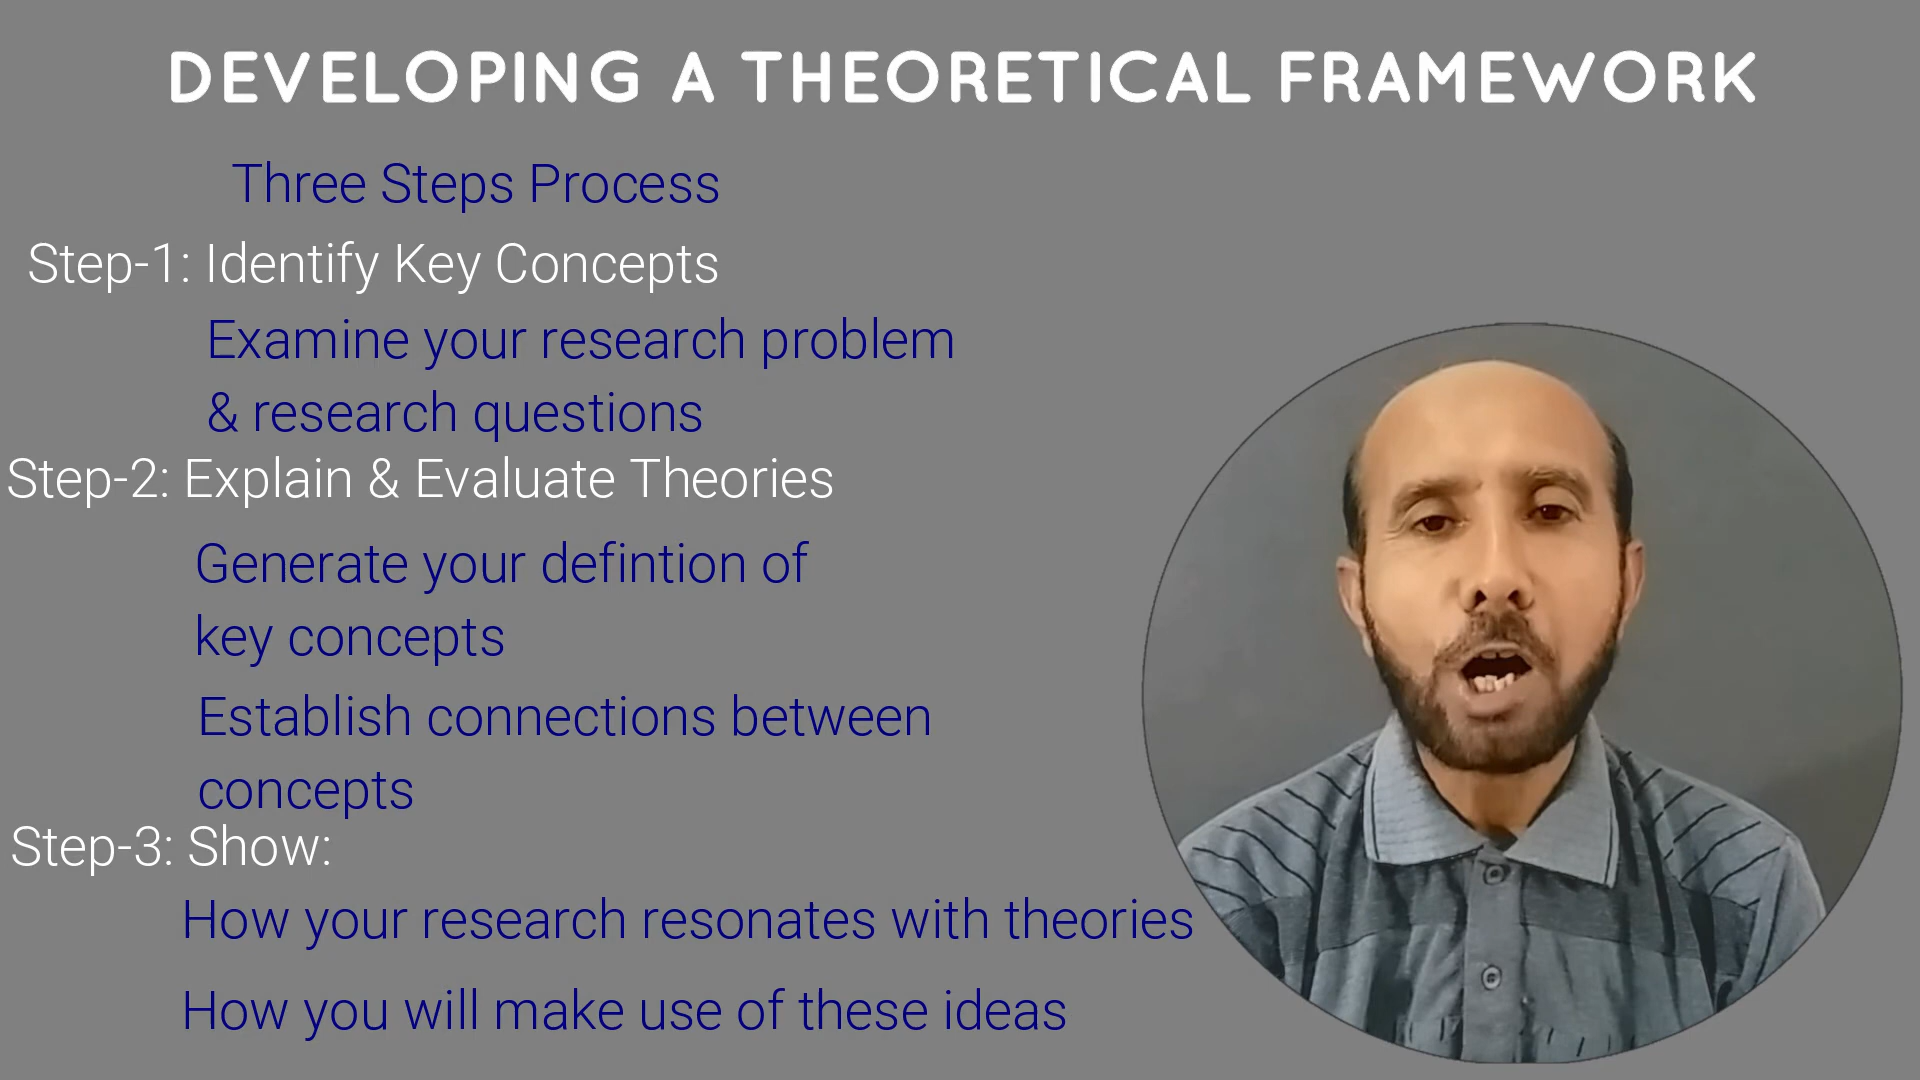 DEVELOPING A THEORETICAL FRAMEWORK
Three Steps Process
Step-1: Identify Key Concepts
Examine your research problem
& research questions
Step-2: Explain & Evaluate Theories
Generate your defintion of
key concepts
Establish connections between
concepts
Step-3: Show:
How your research resonates with theories
How you will make use of these ideas